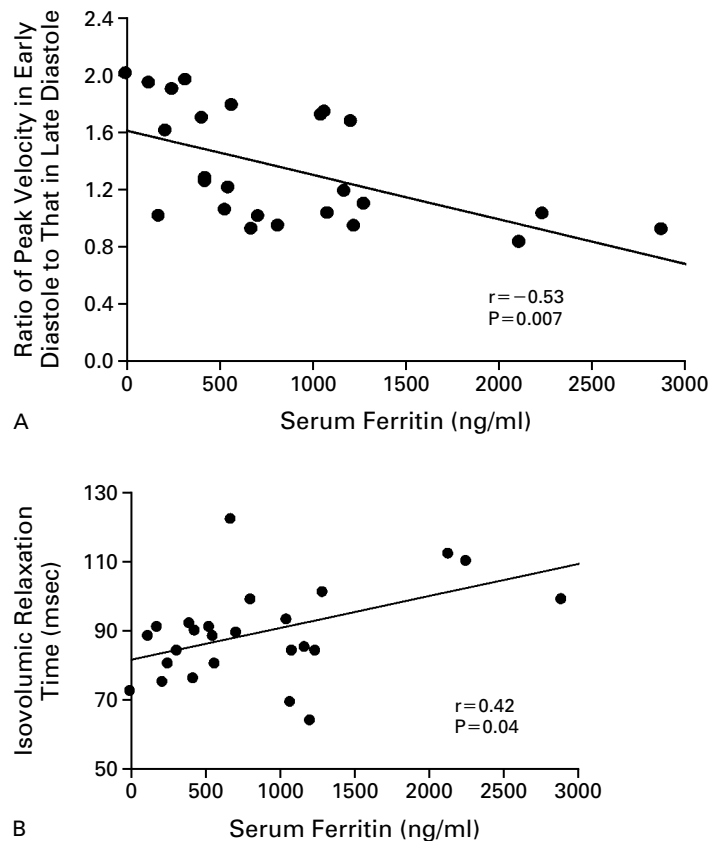 Ratio of Peak Velocity in Early
Diastole to That in Late Diastole
2.4
2.0
1.6
1.2
0.8
0.4
0.0
r=−0.53
P=0.007
0 500 1000 1500 2000 2500 3000
A Serum Ferritin (ng/ml)
Isovolumic Relaxation
Time (msec)
130
110
90
70
50
r=0.42
P=0.04
0 500 1000 1500 2000 2500 3000
B Serum Ferritin (ng/ml)